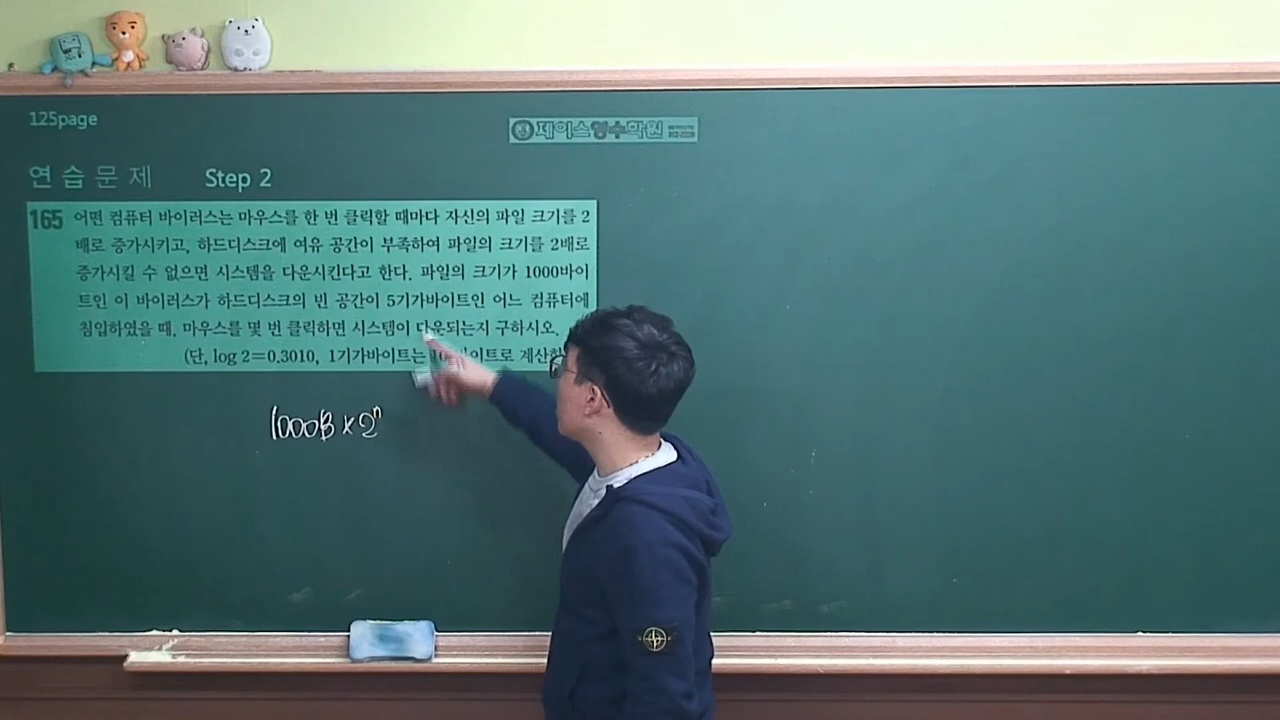 125page
제이스영수학원
연습문제 Step 2
165 어떤 컴퓨터 바이러스는 마우스를 한 번 클릭할 때마다 자신의 파일 크기를 2
배로 증가시키고, 하드디스크에 여유 공간이 부족하여 파일의 크기를 2배로
증가시킬 수 없으면 시스템을 다운시킨다고 한다. 파일의 크기가 1000바이
트인 이 바이러스가 하드디스크의 빈 공간이 5기가바이트인 어느 컴퓨터에
침입하였을 때, 마우스를 몇 번 클릭하면 시스템이 다운되는지 구하시오.
(단, log 2=0.3010, 1기가바이트는 바이트로
1000B × 2ⁿ